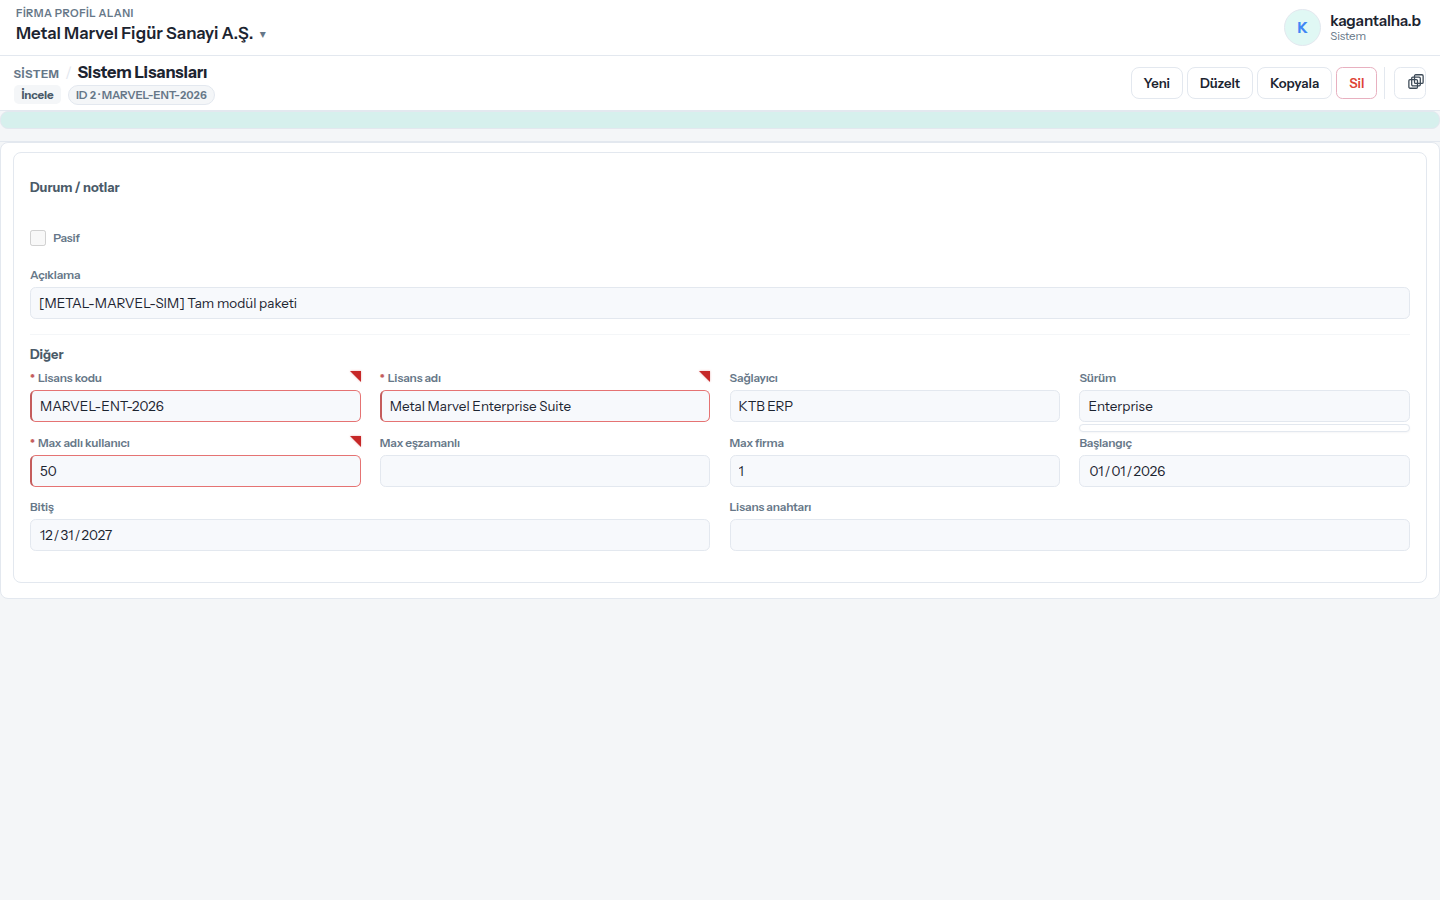 FİRMA PROFİL ALANI
Metal Marvel Figür Sanayi A.Ş. ▾
K
kagantalha.b
Sistem
SİSTEM / Sistem Lisansları
İncele ID 2 · MARVEL-ENT-2026
Yeni Düzelt Kopyala Sil
Durum / notlar
Pasif
Açıklama
[METAL-MARVEL-SIM] Tam modül paketi
Diğer
* Lisans kodu * Lisans adı Sağlayıcı Sürüm
MARVEL-ENT-2026 Metal Marvel Enterprise Suite KTB ERP Enterprise
* Max adlı kullanıcı Max eşzamanlı Max firma Başlangıç
50 1 01/01/2026
Bitiş Lisans anahtarı
12/31/2027